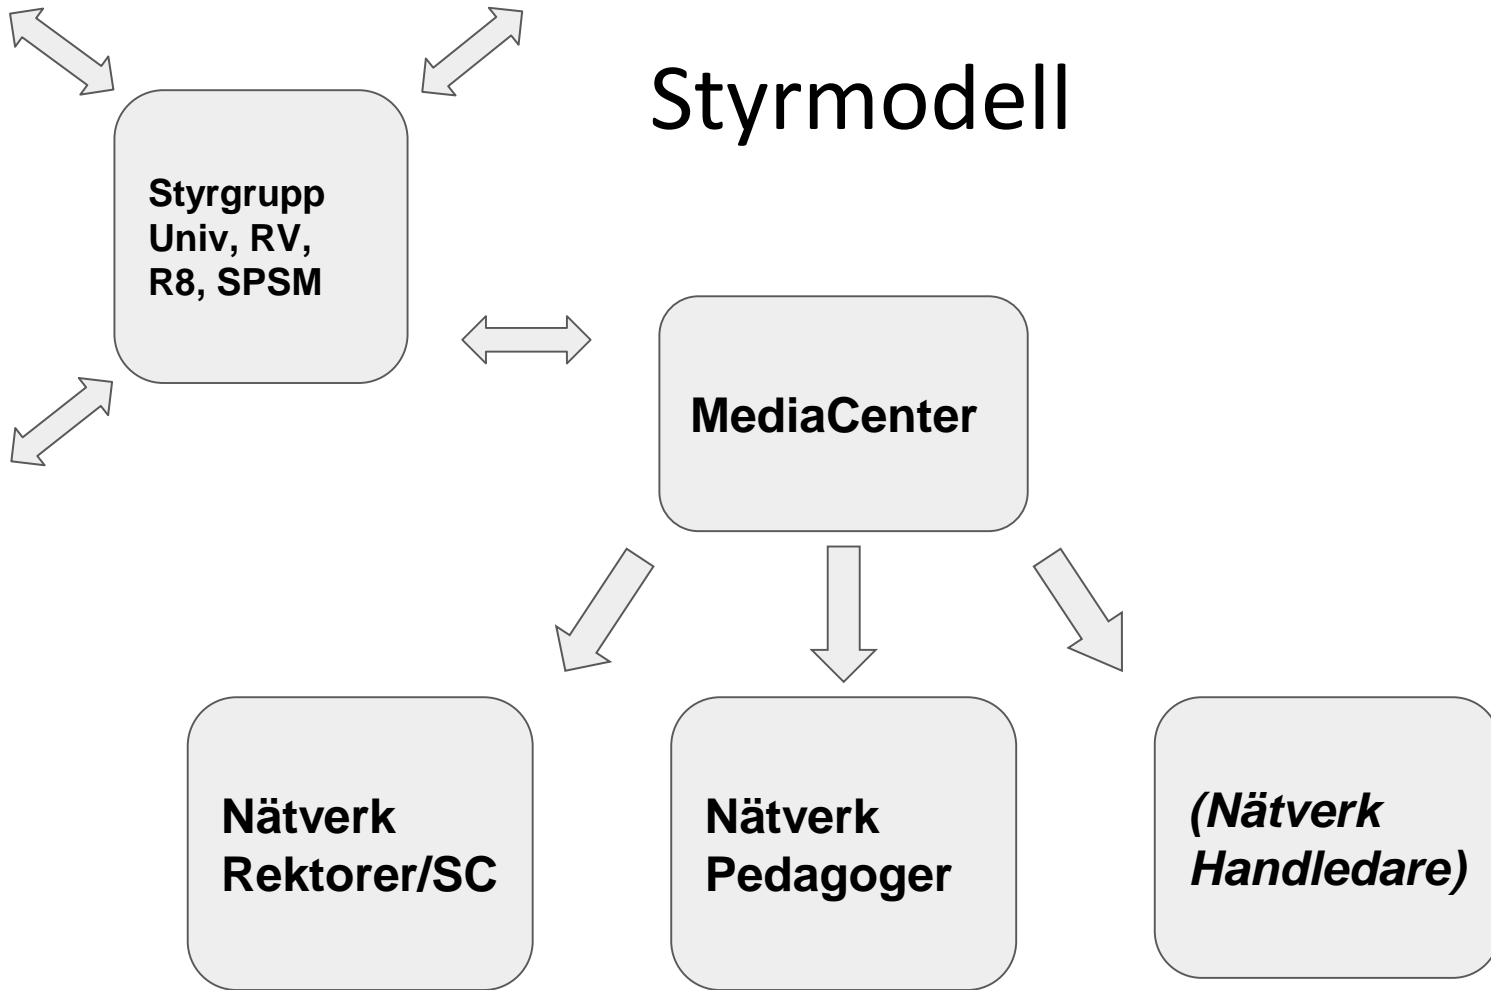 Styrmodell
Styrgrupp
Univ, RV,
R8, SPSM
MediaCenter
Nätverk
Rektorer/SC
Nätverk
Pedagoger
(Nätverk
Handledare)